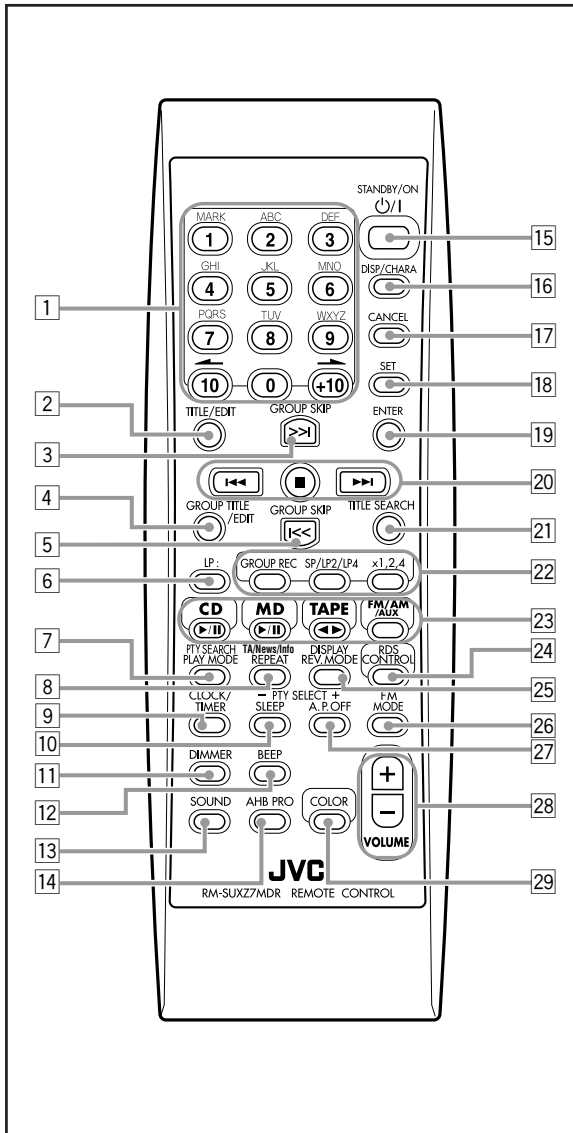 STANDBY/ON
⏻/I
MARK ABC DEF
1 2 3
15
DISP/CHARA
16
GHI JKL MNO
4 5 6
1
CANCEL
17
PQRS TUV WXYZ
7 8 9
SET
18
10 0 +10
2
TITLE/EDIT
GROUP SKIP
>>I
ENTER
19
3
20
4
GROUP TITLE
/EDIT
GROUP SKIP
I<<
TITLE SEARCH
21
5
6
LP:
GROUP REC SP/LP2/LP4 x1,2,4
22
CD MD TAPE FM/AM
/AUX
23
7
PTY SEARCH
PLAY MODE
TA/News/Info
REPEAT
DISPLAY
REV. MODE
RDS
CONTROL
24
8
25
9
CLOCK/
TIMER
− PTY SELECT +
SLEEP A.P. OFF
FM
MODE
26
10
27
11
DIMMER BEEP
12
+
−
VOLUME
28
13
SOUND AHB PRO COLOR
14
29
JVC
RM-SUXZ7MDR REMOTE CONTROL